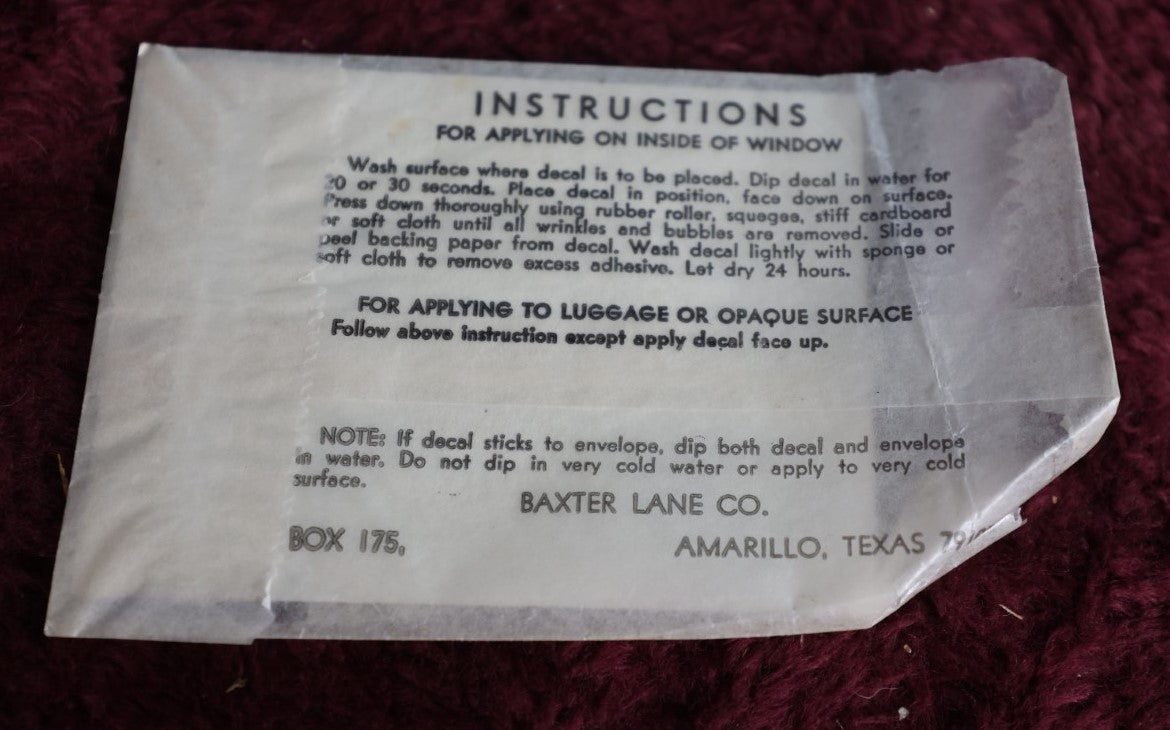 INSTRUCTIONS
FOR APPLYING ON INSIDE OF WINDOW
Wash surface where decal is to be placed. Dip decal in water for
20 or 30 seconds. Place decal in position, face down on surface.
Press down thoroughly using rubber roller, squegee, stiff cardboard
or soft cloth until all wrinkles and bubbles are removed. Slide or
peel backing paper from decal. Wash decal lightly with sponge or
soft cloth to remove excess adhesive. Let dry 24 hours.
FOR APPLYING TO LUGGAGE OR OPAQUE SURFACE
Follow above instruction except apply decal face up.
NOTE: If decal sticks to envelope, dip both decal and envelope
in water. Do not dip in very cold water or apply to very cold
surface.
BAXTER LANE CO.
BOX 175, AMARILLO, TEXAS